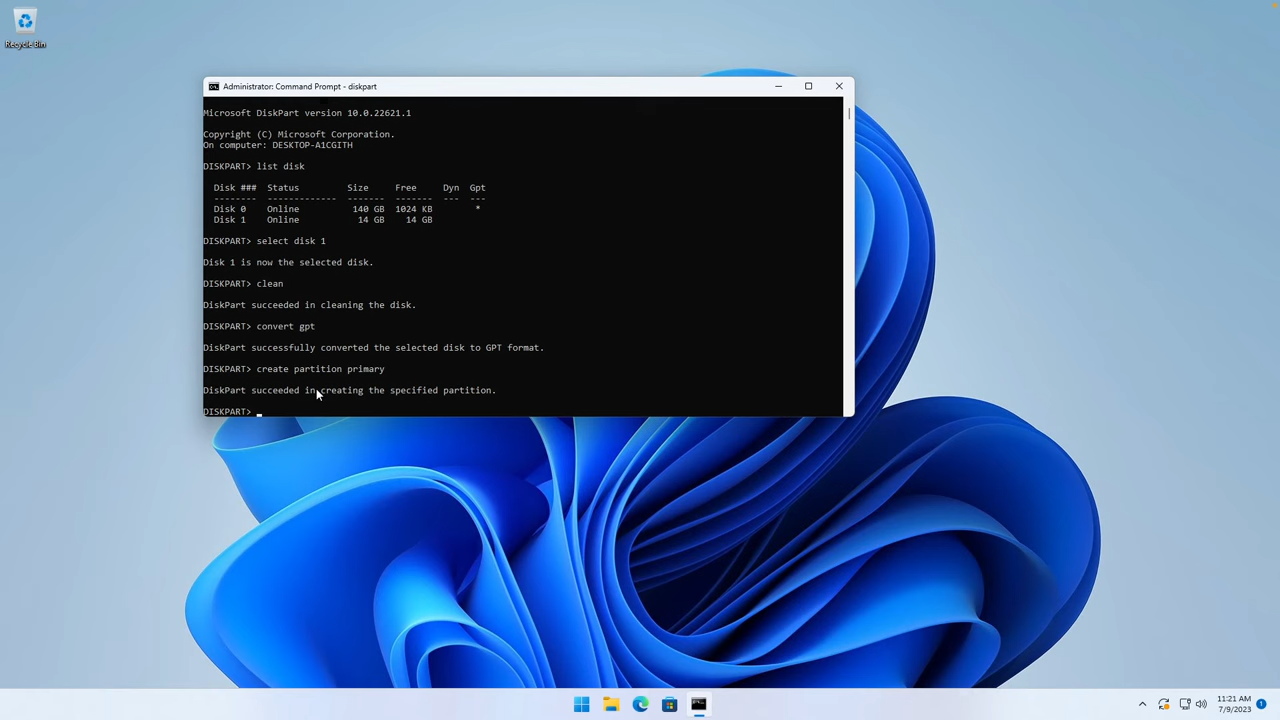 Recycle Bin
Administrator: Command Prompt - diskpart
Microsoft DiskPart version 10.0.22621.1
Copyright (C) Microsoft Corporation.
On computer: DESKTOP-A1CGITH
DISKPART> list disk
Disk ###  Status         Size     Free     Dyn  Gpt
--------  -------------  -------  -------  ---  ---
Disk 0    Online          140 GB  1024 KB        *
Disk 1    Online           14 GB    14 GB
DISKPART> select disk 1
Disk 1 is now the selected disk.
DISKPART> clean
DiskPart succeeded in cleaning the disk.
DISKPART> convert gpt
DiskPart successfully converted the selected disk to GPT format.
DISKPART> create partition primary
DiskPart succeeded in creating the specified partition.
DISKPART>
11:21 AM
7/9/2023
1